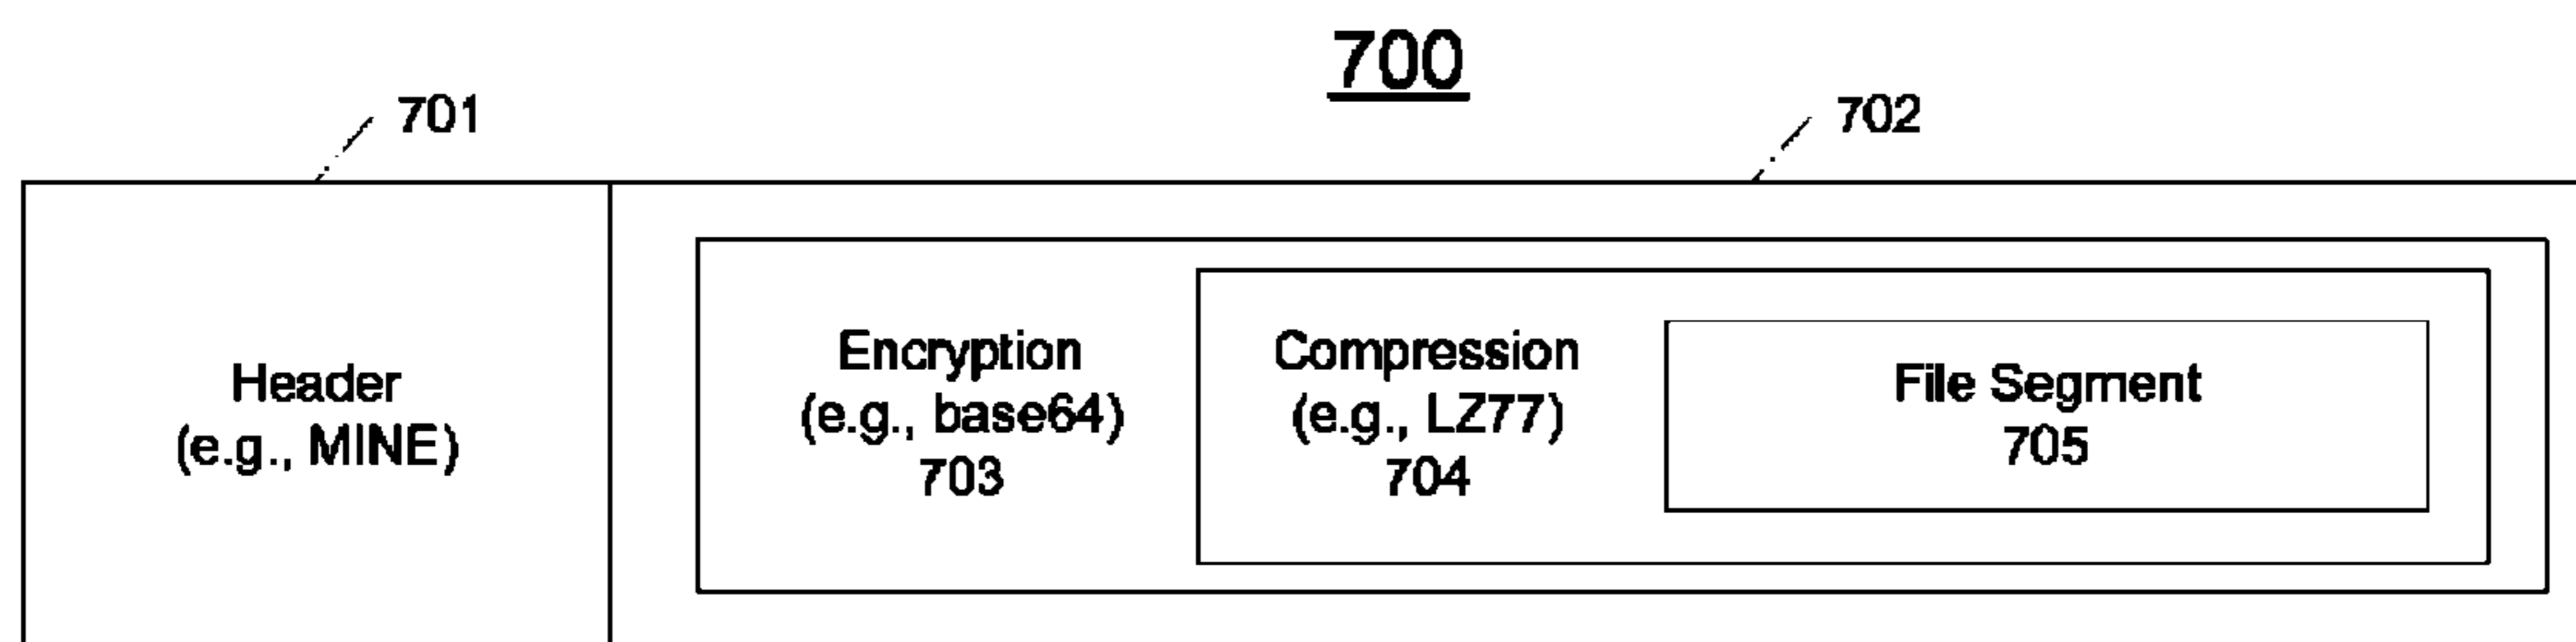 700
701
702
Header
(e.g., MINE)
Encryption
(e.g., base64)
703
Compression
(e.g., LZ77)
704
File Segment
705